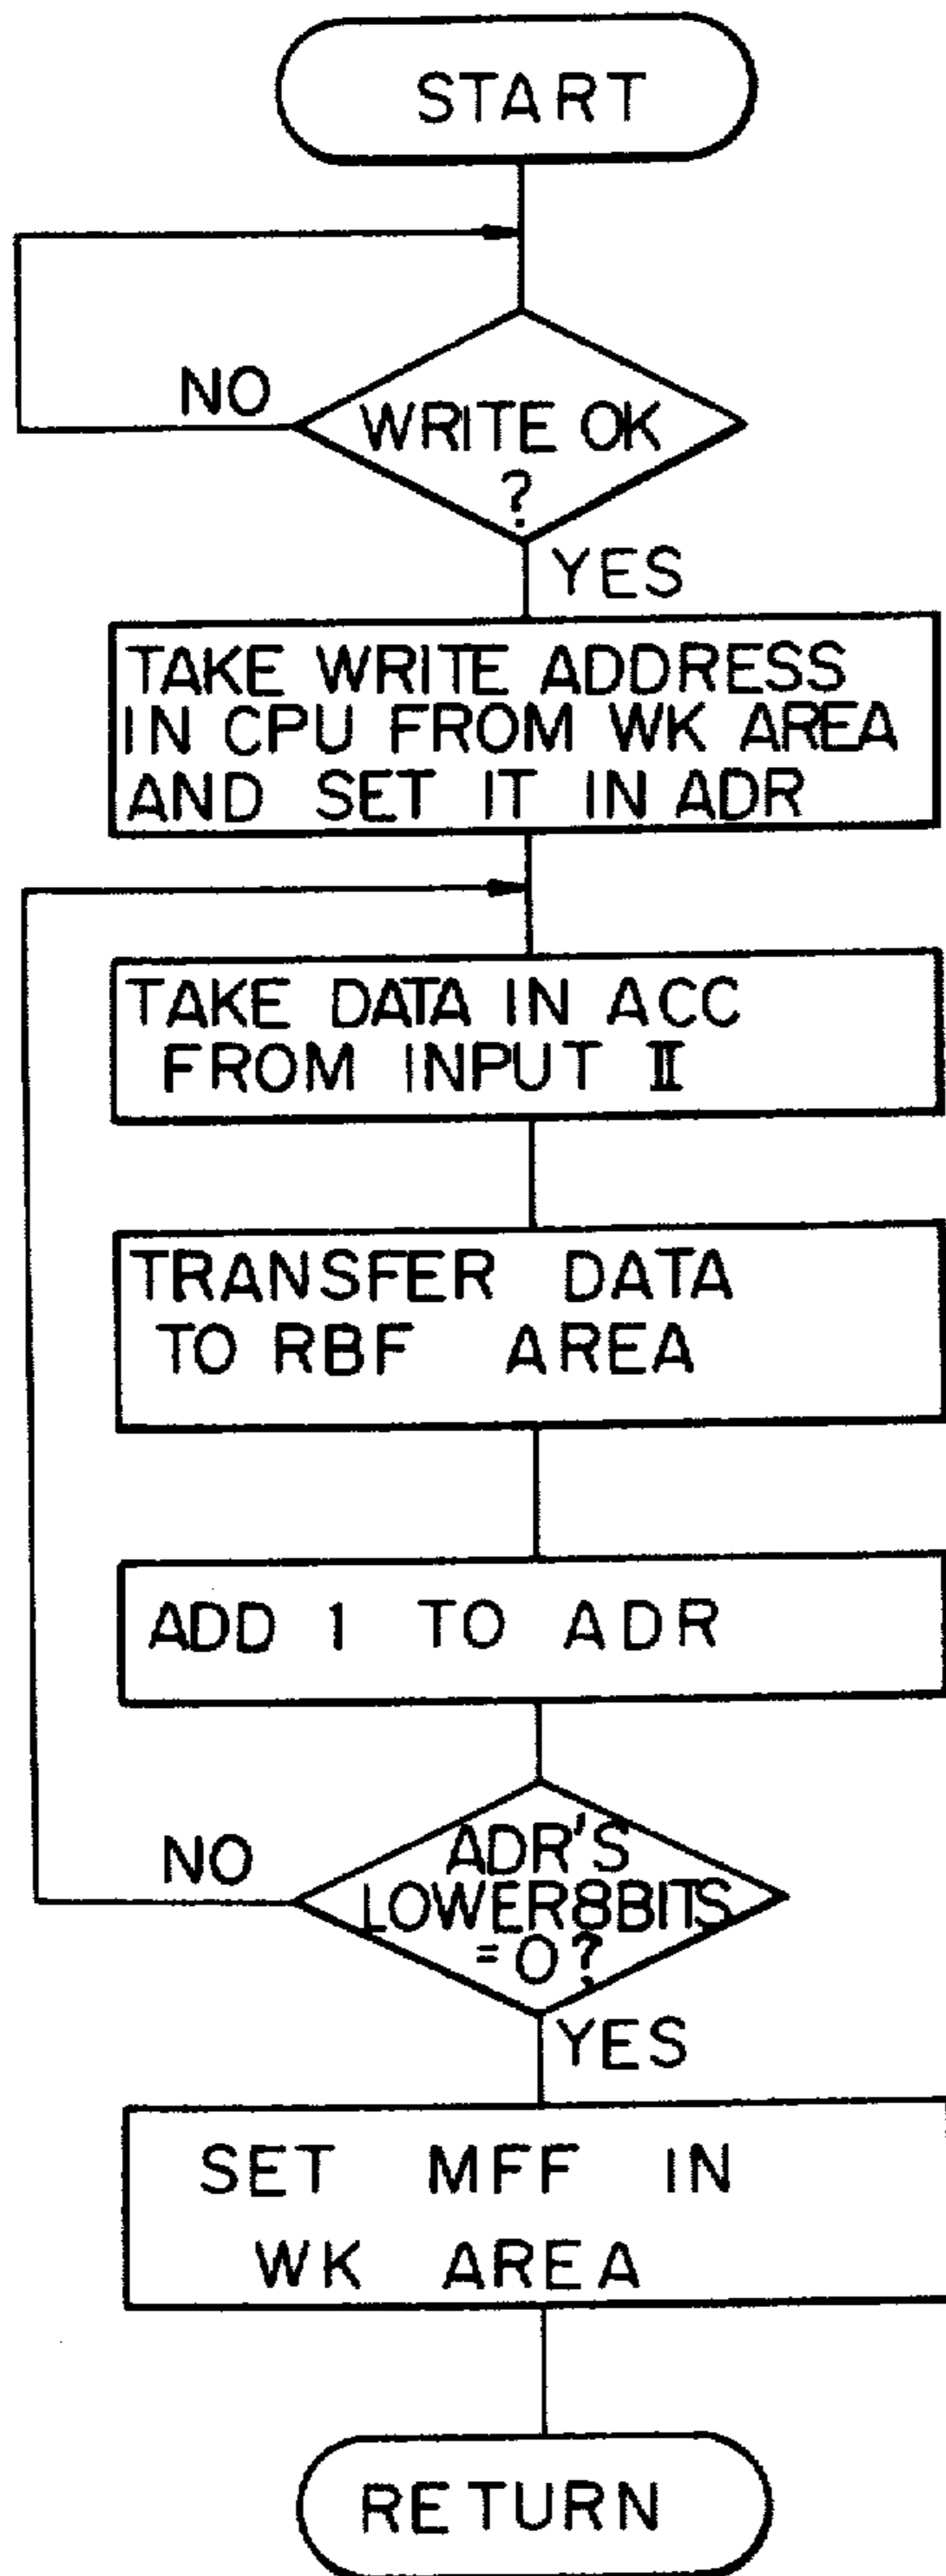 START
NO
WRITE OK
?
YES
TAKE WRITE ADDRESS
IN CPU FROM WK AREA
AND SET IT IN ADR
TAKE DATA IN ACC
FROM INPUT II
TRANSFER DATA
TO RBF AREA
ADD 1 TO ADR
NO
ADR'S
LOWER8BITS
=0?
YES
SET MFF IN
WK AREA
RETURN